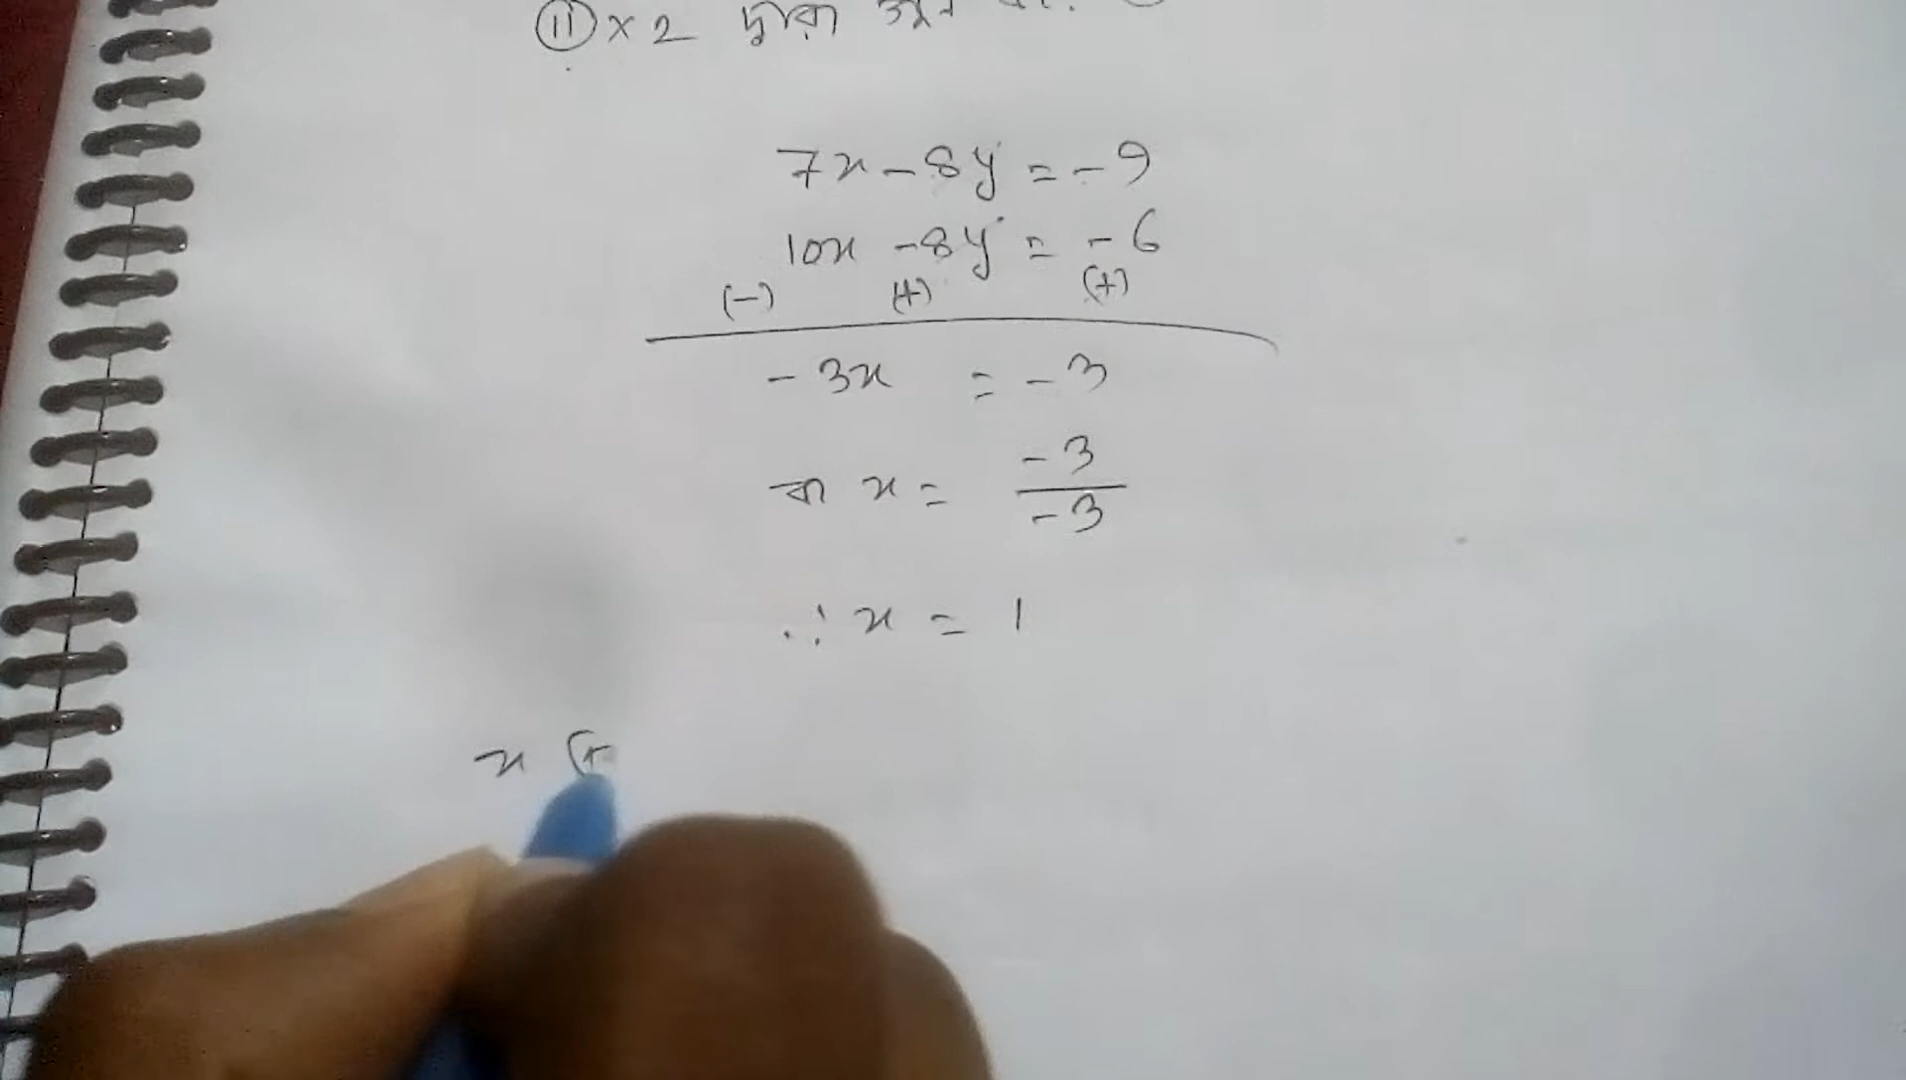 ⓘⓘ × 2 দ্বারা
7x - 8y = - 9
10x - 8y = - 6
(-) (+) (+)
- 3x = - 3
বা x = -3/-3
∴ x = 1
x